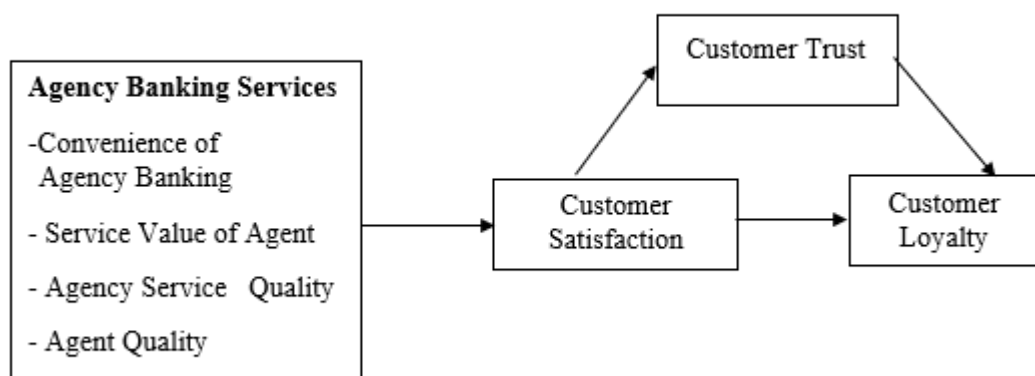 Agency Banking Services
-Convenience of
Agency Banking
- Service Value of Agent
- Agency Service Quality
- Agent Quality
Customer Trust
Customer
Satisfaction
Customer
Loyalty